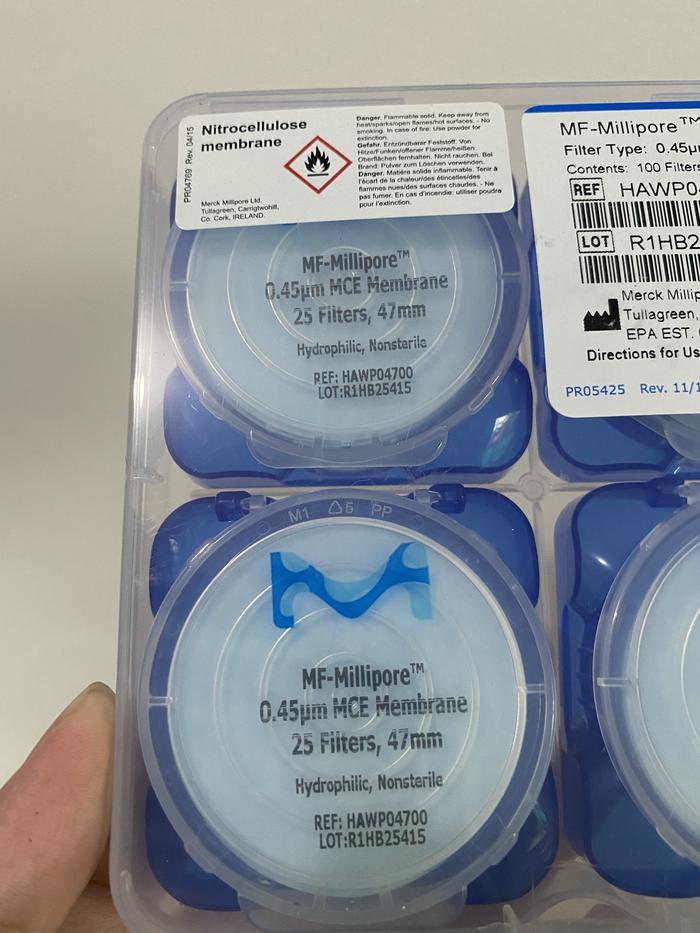 PR04769 Rev. 04/15
Nitrocellulose
membrane
Merck Millipore Ltd.
Tullagreen, Carrigtwohill,
Co. Cork, IRELAND.
Danger. Flammable solid. Keep away from
heat/sparks/open flames/hot surfaces. - No
smoking. In case of fire: Use powder for
extinction.
Gefahr. Entzündbarer Feststoff. Von
Hitze/Funken/offener Flamme/heißen
Oberflächen fernhalten. Nicht rauchen. Bei
Brand: Pulver zum Löschen verwenden.
Danger. Matière solide inflammable. Tenir à
l'écart de la chaleur/des étincelles/des
flammes nues/des surfaces chaudes. - Ne
pas fumer. En cas d'incendie: utiliser poudre
pour l'extinction.
MF-Millipore™
Filter Type: 0.45µ
Contents: 100 Filters
REF HAWP0
LOT R1HB2
Merck Millip
Tullagreen,
EPA EST.
Directions for Us
PR05425 Rev. 11/1
MF-Millipore™
0.45µm MCE Membrane
25 Filters, 47mm
Hydrophilic, Nonsterile
REF: HAWP04700
LOT:R1HB25415
M1 5 PP
MF-Millipore™
0.45µm MCE Membrane
25 Filters, 47mm
Hydrophilic, Nonsterile
REF: HAWP04700
LOT:R1HB25415